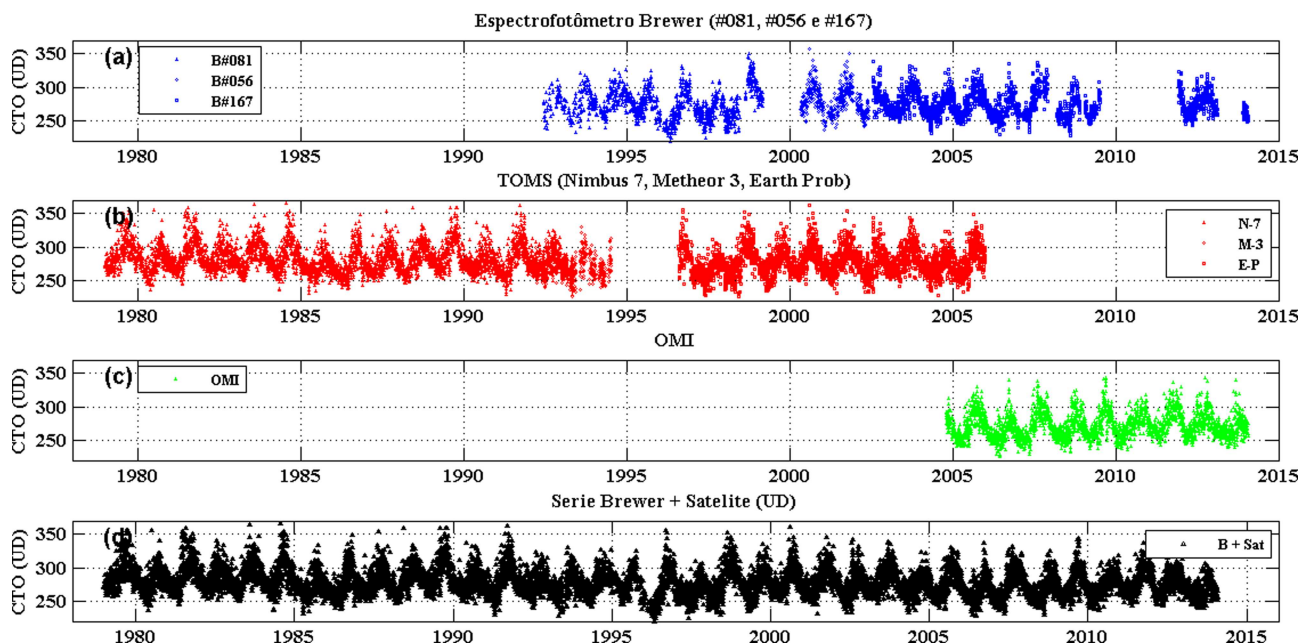 Espectrofotômetro Brewer (#081, #056 e #167)
(a)
B#081
B#056
B#167
CTO (UD)
350
300
250
1980 1985 1990 1995 2000 2005 2010 2015
TOMS (Nimbus 7, Metheor 3, Earth Prob)
(b)
N-7
M-3
E-P
CTO (UD)
350
300
250
1980 1985 1990 1995 2000 2005 2010 2015
OMI
(c)
OMI
CTO (UD)
350
300
250
1980 1985 1990 1995 2000 2005 2010 2015
Serie Brewer + Satelite (UD)
(d)
B + Sat
CTO (UD)
350
300
250
1980 1985 1990 1995 2000 2005 2010 2015